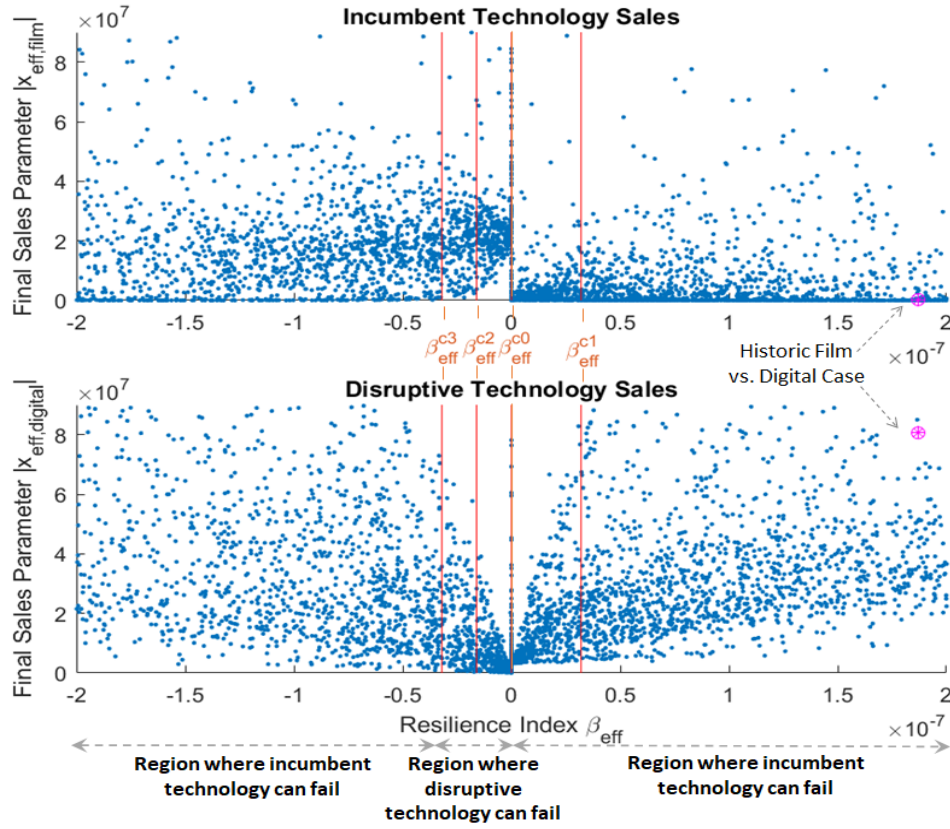 Incumbent Technology Sales
×10⁷
Final Sales Parameter |x_eff,film|
8
6
4
2
0
-2 -1.5 -1 -0.5 0 0.5 1 1.5 2
×10⁻⁷
β_eff^c3 β_eff^c2 β_eff^c0 β_eff^c1
Historic Film
vs. Digital Case
Disruptive Technology Sales
×10⁷
Final Sales Parameter |x_eff,digital|
8
6
4
2
0
-2 -1.5 -1 -0.5 0 0.5 1 1.5 2
Resilience Index β_eff
×10⁻⁷
Region where incumbent
technology can fail
Region where
disruptive
technology can fail
Region where incumbent
technology can fail